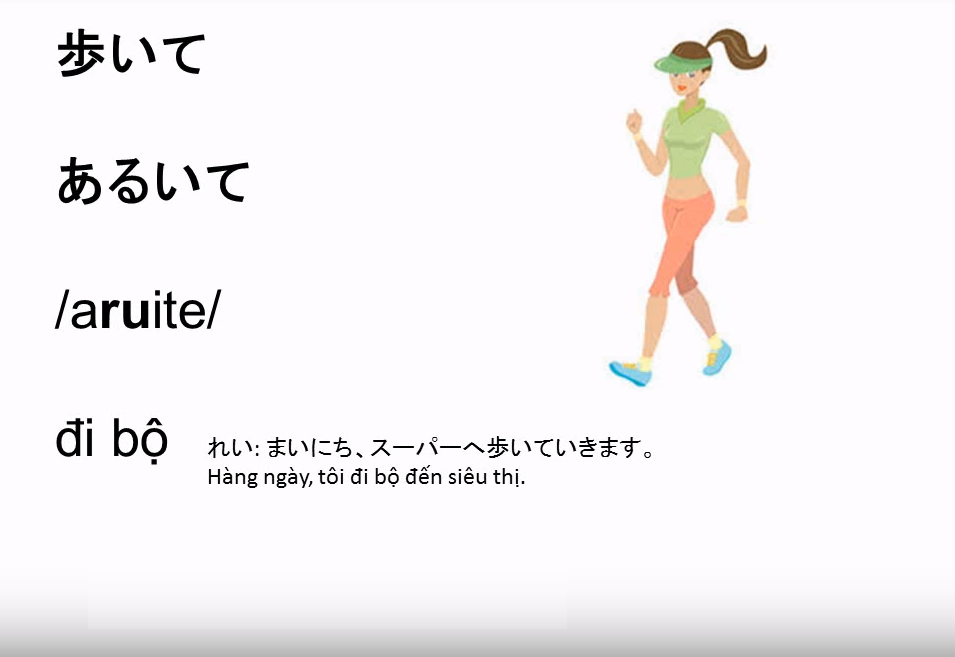 歩いて
あるいて
/aruite/
đi bộ
れい: まいにち、スーパーへ歩いていきます。
Hàng ngày, tôi đi bộ đến siêu thị.